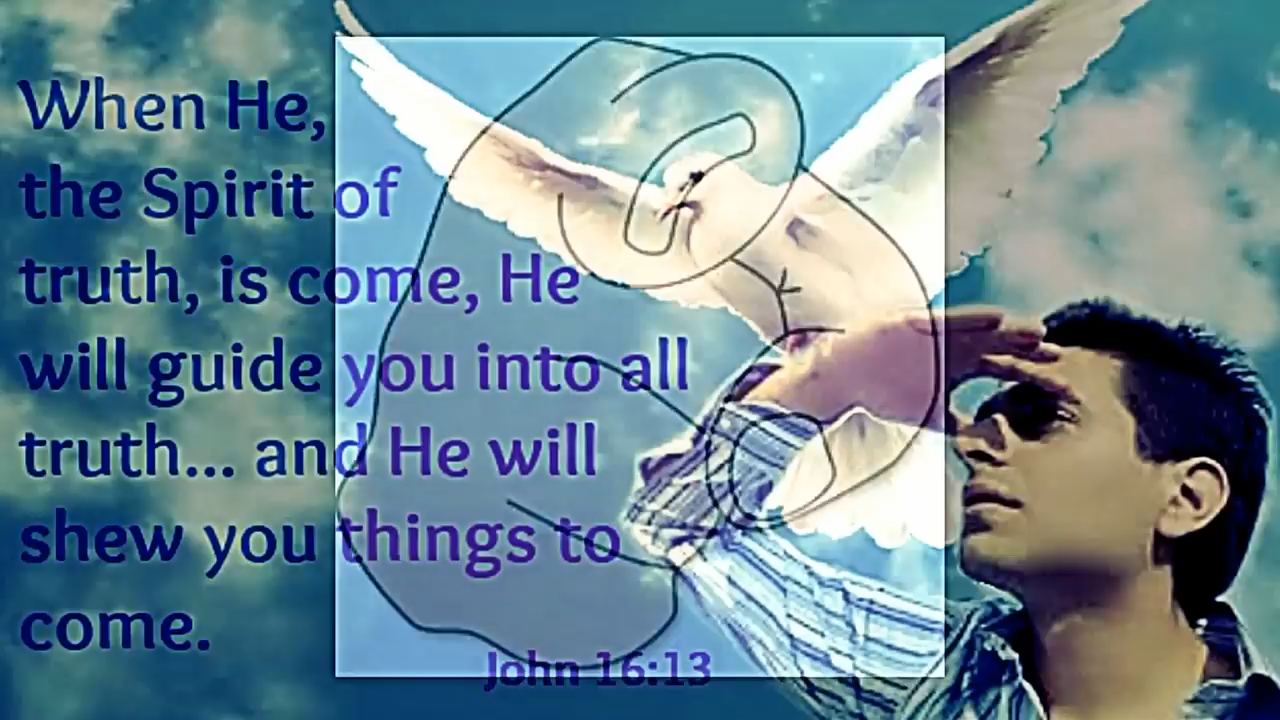 When He,
the Spirit of
truth, is come, He
will guide you into all
truth... and He will
shew you things to
come.
John 16:13